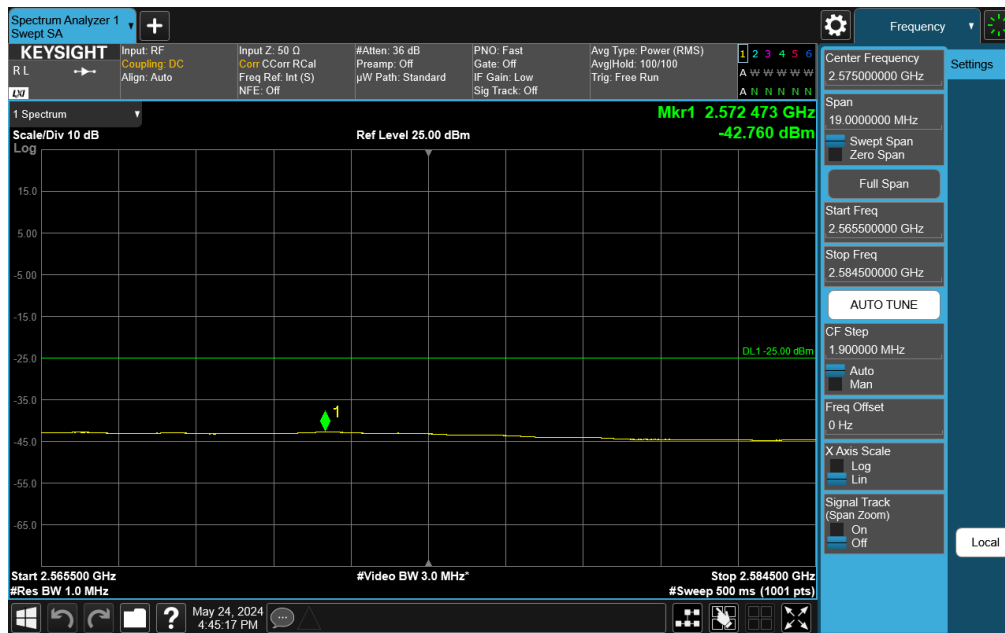 Spectrum Analyzer 1
Swept SA
Frequency
KEYSIGHT
R L
LXI
Input: RF
Coupling: DC
Align: Auto
Input Z: 50 Ω
Corr CCorr RCal
Freq Ref: Int (S)
NFE: Off
#Atten: 36 dB
Preamp: Off
µW Path: Standard
PNO: Fast
Gate: Off
IF Gain: Low
Sig Track: Off
Avg Type: Power (RMS)
Avg|Hold: 100/100
Trig: Free Run
1 2 3 4 5 6
A W W W W W
A N N N N N
1 Spectrum
Scale/Div 10 dB
Log
Ref Level 25.00 dBm
Mkr1 2.572 473 GHz
-42.760 dBm
15.0
5.00
-5.00
-15.0
-25.0
DL1 -25.00 dBm
-35.0
1
-45.0
-55.0
-65.0
Start 2.565500 GHz
#Res BW 1.0 MHz
#Video BW 3.0 MHz*
Stop 2.584500 GHz
#Sweep 500 ms (1001 pts)
May 24, 2024
4:45:17 PM
Center Frequency
2.575000000 GHz
Settings
Span
19.0000000 MHz
Swept Span
Zero Span
Full Span
Start Freq
2.565500000 GHz
Stop Freq
2.584500000 GHz
AUTO TUNE
CF Step
1.900000 MHz
Auto
Man
Freq Offset
0 Hz
X Axis Scale
Log
Lin
Signal Track
(Span Zoom)
On
Off
Local